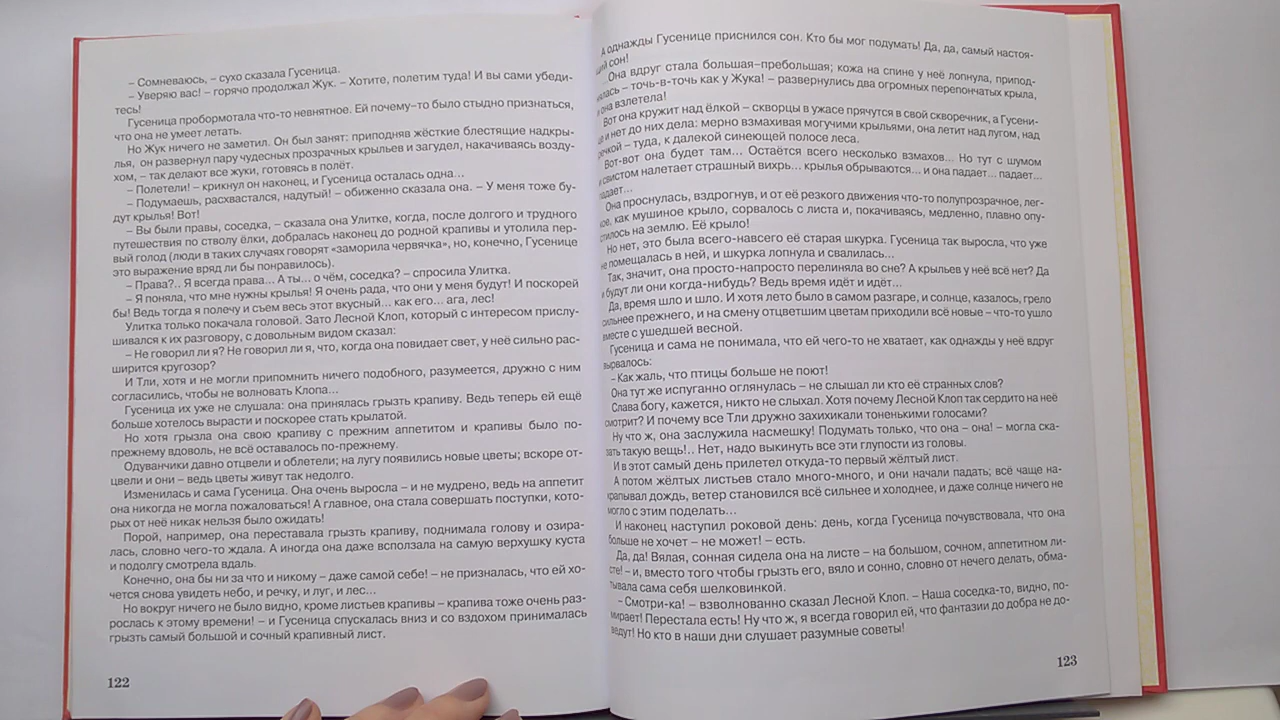 – Сомневаюсь, – сухо сказала Гусеница.
– Уверяю вас! – горячо продолжал Жук. – Хотите, полетим туда! И вы сами убеди-
тесь!
Гусеница пробормотала что-то невнятное. Ей почему-то было стыдно признаться,
что она не умеет летать.
Но Жук ничего не заметил. Он был занят: приподняв жёсткие блестящие надкры-
лья, он развернул пару чудесных прозрачных крыльев и загудел, накачиваясь возду-
хом, – так делают все жуки, готовясь в полёт.
– Полетели! – крикнул он наконец, и Гусеница осталась одна...
– Подумаешь, расхвастался, надутый! – обиженно сказала она. – У меня тоже бу-
дут крылья! Вот!
– Вы были правы, соседка, – сказала она Улитке, когда, после долгого и трудного
путешествия по стволу ёлки, добралась наконец до родной крапивы и утолила пер-
вый голод (люди в таких случаях говорят «заморила червячка», но, конечно, Гусенице
это выражение вряд ли бы понравилось).
– Права?.. Я всегда права... А ты... о чём, соседка? – спросила Улитка.
– Я поняла, что мне нужны крылья! Я очень рада, что они у меня будут! И поскорей
бы! Ведь тогда я полечу и съем весь этот вкусный... как его... ага, лес!
Улитка только покачала головой. Зато Лесной Клоп, который с интересом прислу-
шивался к их разговору, с довольным видом сказал:
– Не говорил ли я? Не говорил ли я, что, когда она повидает свет, у неё сильно рас-
ширится кругозор?
И Тли, хотя и не могли припомнить ничего подобного, разумеется, дружно с ним
согласились, чтобы не волновать Клопа...
Гусеница их уже не слушала: она принялась грызть крапиву. Ведь теперь ей ещё
больше хотелось вырасти и поскорее стать крылатой.
Но хотя грызла она свою крапиву с прежним аппетитом и крапивы было по-
прежнему вдоволь, не всё оставалось по-прежнему.
Одуванчики давно отцвели и облетели; на лугу появились новые цветы; вскоре от-
цвели и они – ведь цветы живут так недолго.
Изменилась и сама Гусеница. Она очень выросла – и не мудрено, ведь на аппетит
она никогда не могла пожаловаться! А главное, она стала совершать поступки, кото-
рых от неё никак нельзя было ожидать!
Порой, например, она переставала грызть крапиву, поднимала голову и озира-
лась, словно чего-то ждала. А иногда она даже всползала на самую верхушку куста
и подолгу смотрела вдаль.
Конечно, она бы ни за что и никому – даже самой себе! – не призналась, что ей хо-
чется снова увидеть небо, и речку, и луг, и лес...
Но вокруг ничего не было видно, кроме листьев крапивы – крапива тоже очень раз-
рослась к этому времени! – и Гусеница спускалась вниз и со вздохом принималась
грызть самый большой и сочный крапивный лист.
122
А однажды Гусенице приснился сон. Кто бы мог подумать! Да, да, самый настоя-
щий сон!
Она вдруг стала большая-пребольшая; кожа на спине у неё лопнула, припод-
нялась – точь-в-точь как у Жука! – развернулись два огромных перепончатых крыла,
и она взлетела!
Вот она кружит над ёлкой – скворцы в ужасе прячутся в свой скворечник, а Гусени-
це и нет до них дела: мерно взмахивая могучими крыльями, она летит над лугом, над
речкой – туда, к далекой синеющей полосе леса.
Вот-вот она будет там... Остаётся всего несколько взмахов... Но тут с шумом
и свистом налетает страшный вихрь... крылья обрываются... и она падает... падает...
падает...
Она проснулась, вздрогнув, и от её резкого движения что-то полупрозрачное, лег-
кое, как мушиное крыло, сорвалось с листа и, покачиваясь, медленно, плавно опу-
стилось на землю. Её крыло!
Но нет, это была всего-навсего её старая шкурка. Гусеница так выросла, что уже
не помещалась в ней, и шкурка лопнула и свалилась...
Так, значит, она просто-напросто перелиняла во сне? А крыльев у неё всё нет? Да
и будут ли они когда-нибудь? Ведь время идёт и идёт...
Да, время шло и шло. И хотя лето было в самом разгаре, и солнце, казалось, грело
сильнее прежнего, и на смену отцветшим цветам приходили всё новые – что-то ушло
вместе с ушедшей весной.
Гусеница и сама не понимала, что ей чего-то не хватает, как однажды у неё вдруг
вырвалось:
– Как жаль, что птицы больше не поют!
Она тут же испуганно оглянулась – не слышал ли кто её странных слов?
Слава богу, кажется, никто не слыхал. Хотя почему Лесной Клоп так сердито на неё
смотрит? И почему все Тли дружно захихикали тоненькими голосами?
Ну что ж, она заслужила насмешку! Подумать только, что она – она! – могла ска-
зать такую вещь!.. Нет, надо выкинуть все эти глупости из головы.
И в этот самый день прилетел откуда-то первый жёлтый лист.
А потом жёлтых листьев стало много-много, и они начали падать; всё чаще на-
крапывал дождь, ветер становился всё сильнее и холоднее, и даже солнце ничего не
могло с этим поделать...
И наконец наступил роковой день: день, когда Гусеница почувствовала, что она
больше не хочет – не может! – есть.
Да, да! Вялая, сонная сидела она на листе – на большом, сочном, аппетитном ли-
сте! – и, вместо того чтобы грызть его, вяло и сонно, словно от нечего делать, обма-
тывала сама себя шелковинкой.
– Смотри-ка! – взволнованно сказал Лесной Клоп. – Наша соседка-то, видно, по-
мирает! Перестала есть! Ну что ж, я всегда говорил ей, что фантазии до добра не до-
ведут! Но кто в наши дни слушает разумные советы!
123